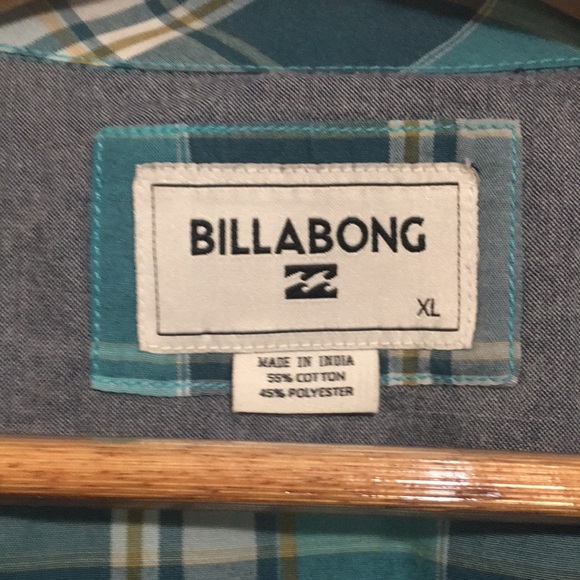 BILLABONG
XL
MADE IN INDIA
55% COTTON
45% POLYESTER